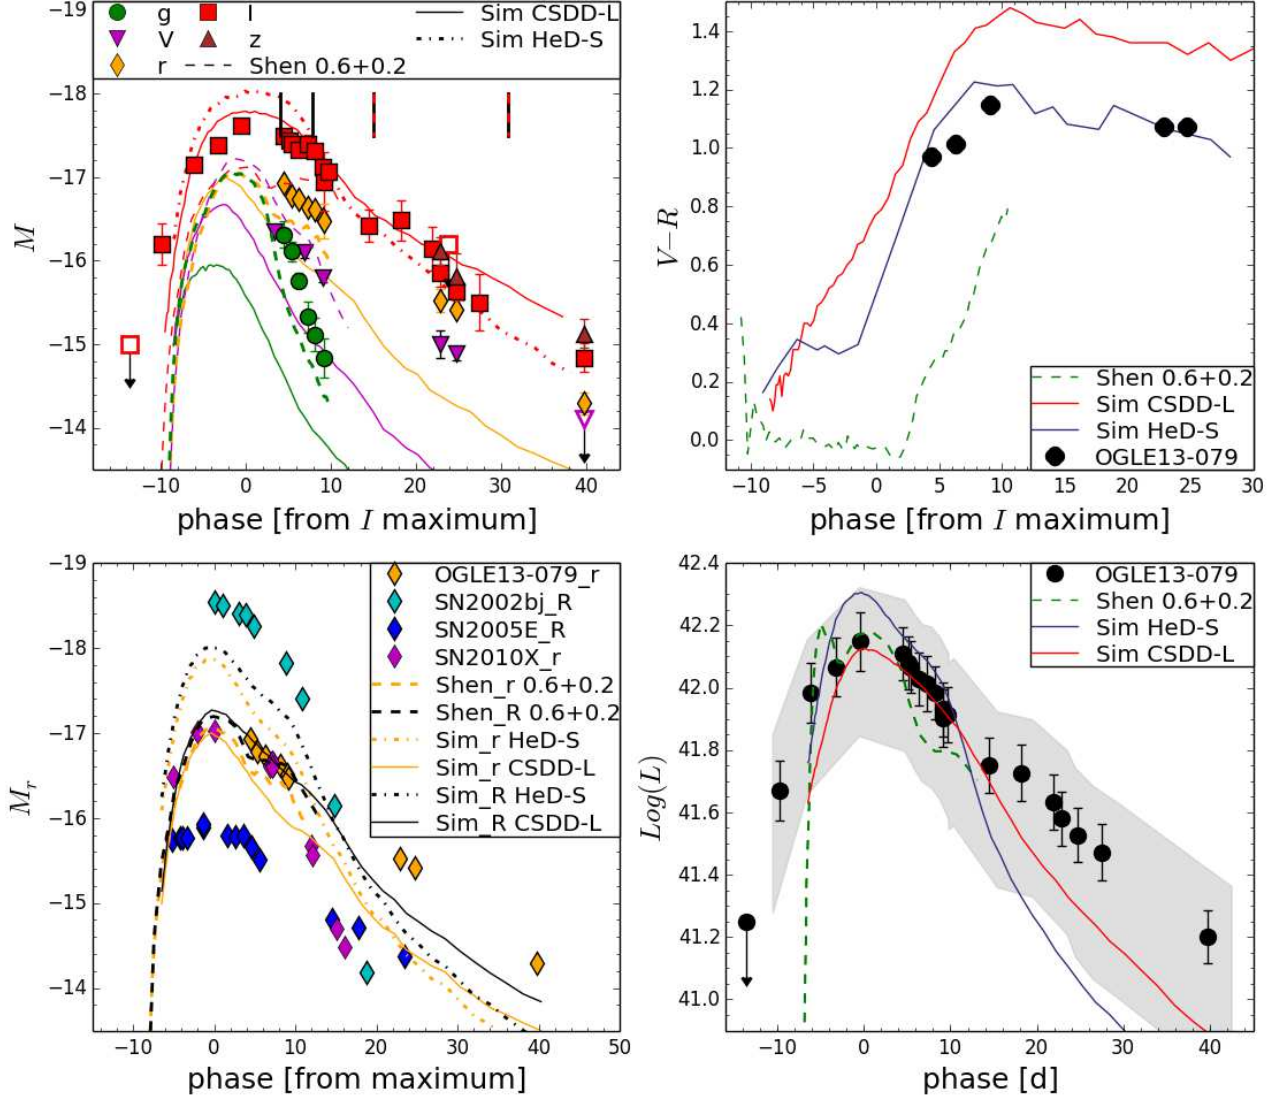 −19
−18
−17
−16
−15
−14
M
g
I
V
z
r
Shen 0.6+0.2
Sim CSDD-L
Sim HeD-S
−10 0 10 20 30 40
phase [from I maximum]
1.4
1.2
1.0
0.8
0.6
0.4
0.2
0.0
V−R
Shen 0.6+0.2
Sim CSDD-L
Sim HeD-S
OGLE13-079
−10 −5 0 5 10 15 20 25 30
phase [from I maximum]
−19
−18
−17
−16
−15
−14
M_r
OGLE13-079_r
SN2002bj_R
SN2005E_R
SN2010X_r
Shen_r 0.6+0.2
Shen_R 0.6+0.2
Sim_r HeD-S
Sim_r CSDD-L
Sim_R HeD-S
Sim_R CSDD-L
−10 0 10 20 30 40 50
phase [from maximum]
42.4
42.2
42.0
41.8
41.6
41.4
41.2
41.0
Log(L)
OGLE13-079
Shen 0.6+0.2
Sim HeD-S
Sim CSDD-L
−10 0 10 20 30 40
phase [d]